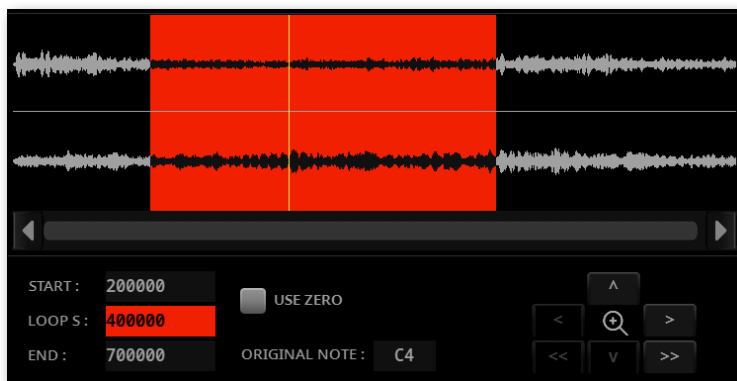 START : 200000
USE ZERO
LOOP S : 400000
END : 700000
ORIGINAL NOTE : C4
^
< >
<< v >>